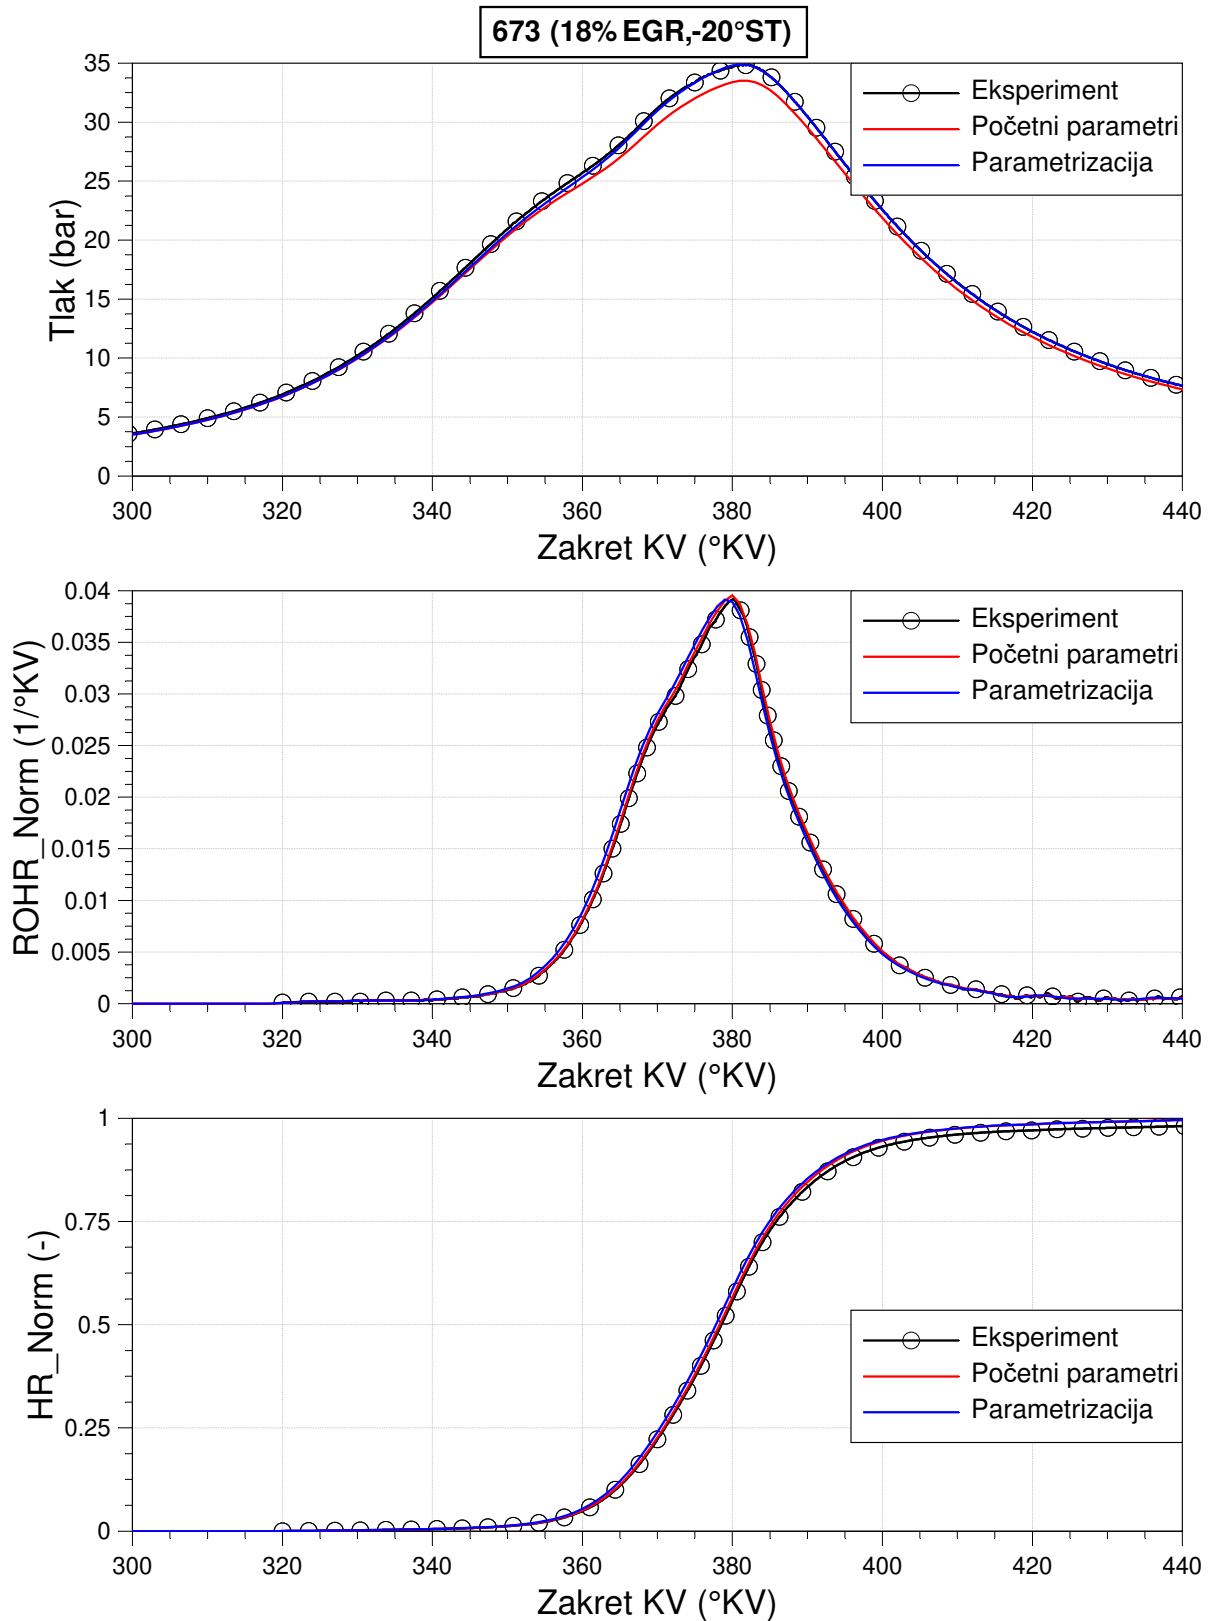 673 (18% EGR,-20°ST)
35
30
25
20
15
10
5
0
Tlak (bar)
Eksperiment
Početni parametri
Parametrizacija
300 320 340 360 380 400 420 440
Zakret KV (°KV)
0.04
0.035
0.03
0.025
0.02
0.015
0.01
0.005
0
ROHR_Norm (1/°KV)
Eksperiment
Početni parametri
Parametrizacija
300 320 340 360 380 400 420 440
Zakret KV (°KV)
1
0.75
0.5
0.25
0
HR_Norm (-)
Eksperiment
Početni parametri
Parametrizacija
300 320 340 360 380 400 420 440
Zakret KV (°KV)